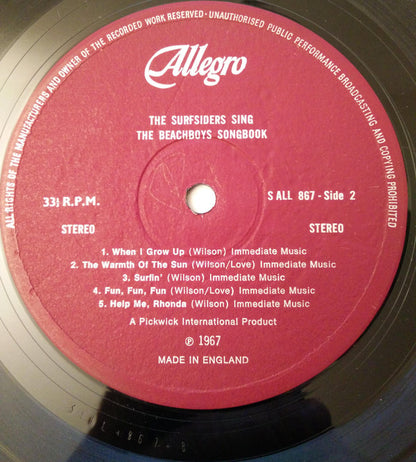 ALL RIGHTS OF THE MANUFACTURERS AND OWNER OF THE RECORDED WORK RESERVED - UNAUTHORISED PUBLIC PERFORMANCE BROADCASTING AND COPYING PROHIBITED
Allegro
THE SURFSIDERS SING
THE BEACHBOYS SONGBOOK
33⅓ R.P.M.
S ALL 867 - Side 2
STEREO
STEREO
1. When I Grow Up (Wilson) Immediate Music
2. The Warmth Of The Sun (Wilson/Love) Immediate Music
3. Surfin' (Wilson) Immediate Music
4. Fun, Fun, Fun (Wilson/Love) Immediate Music
5. Help Me, Rhonda (Wilson) Immediate Music
A Pickwick International Product
℗ 1967
MADE IN ENGLAND